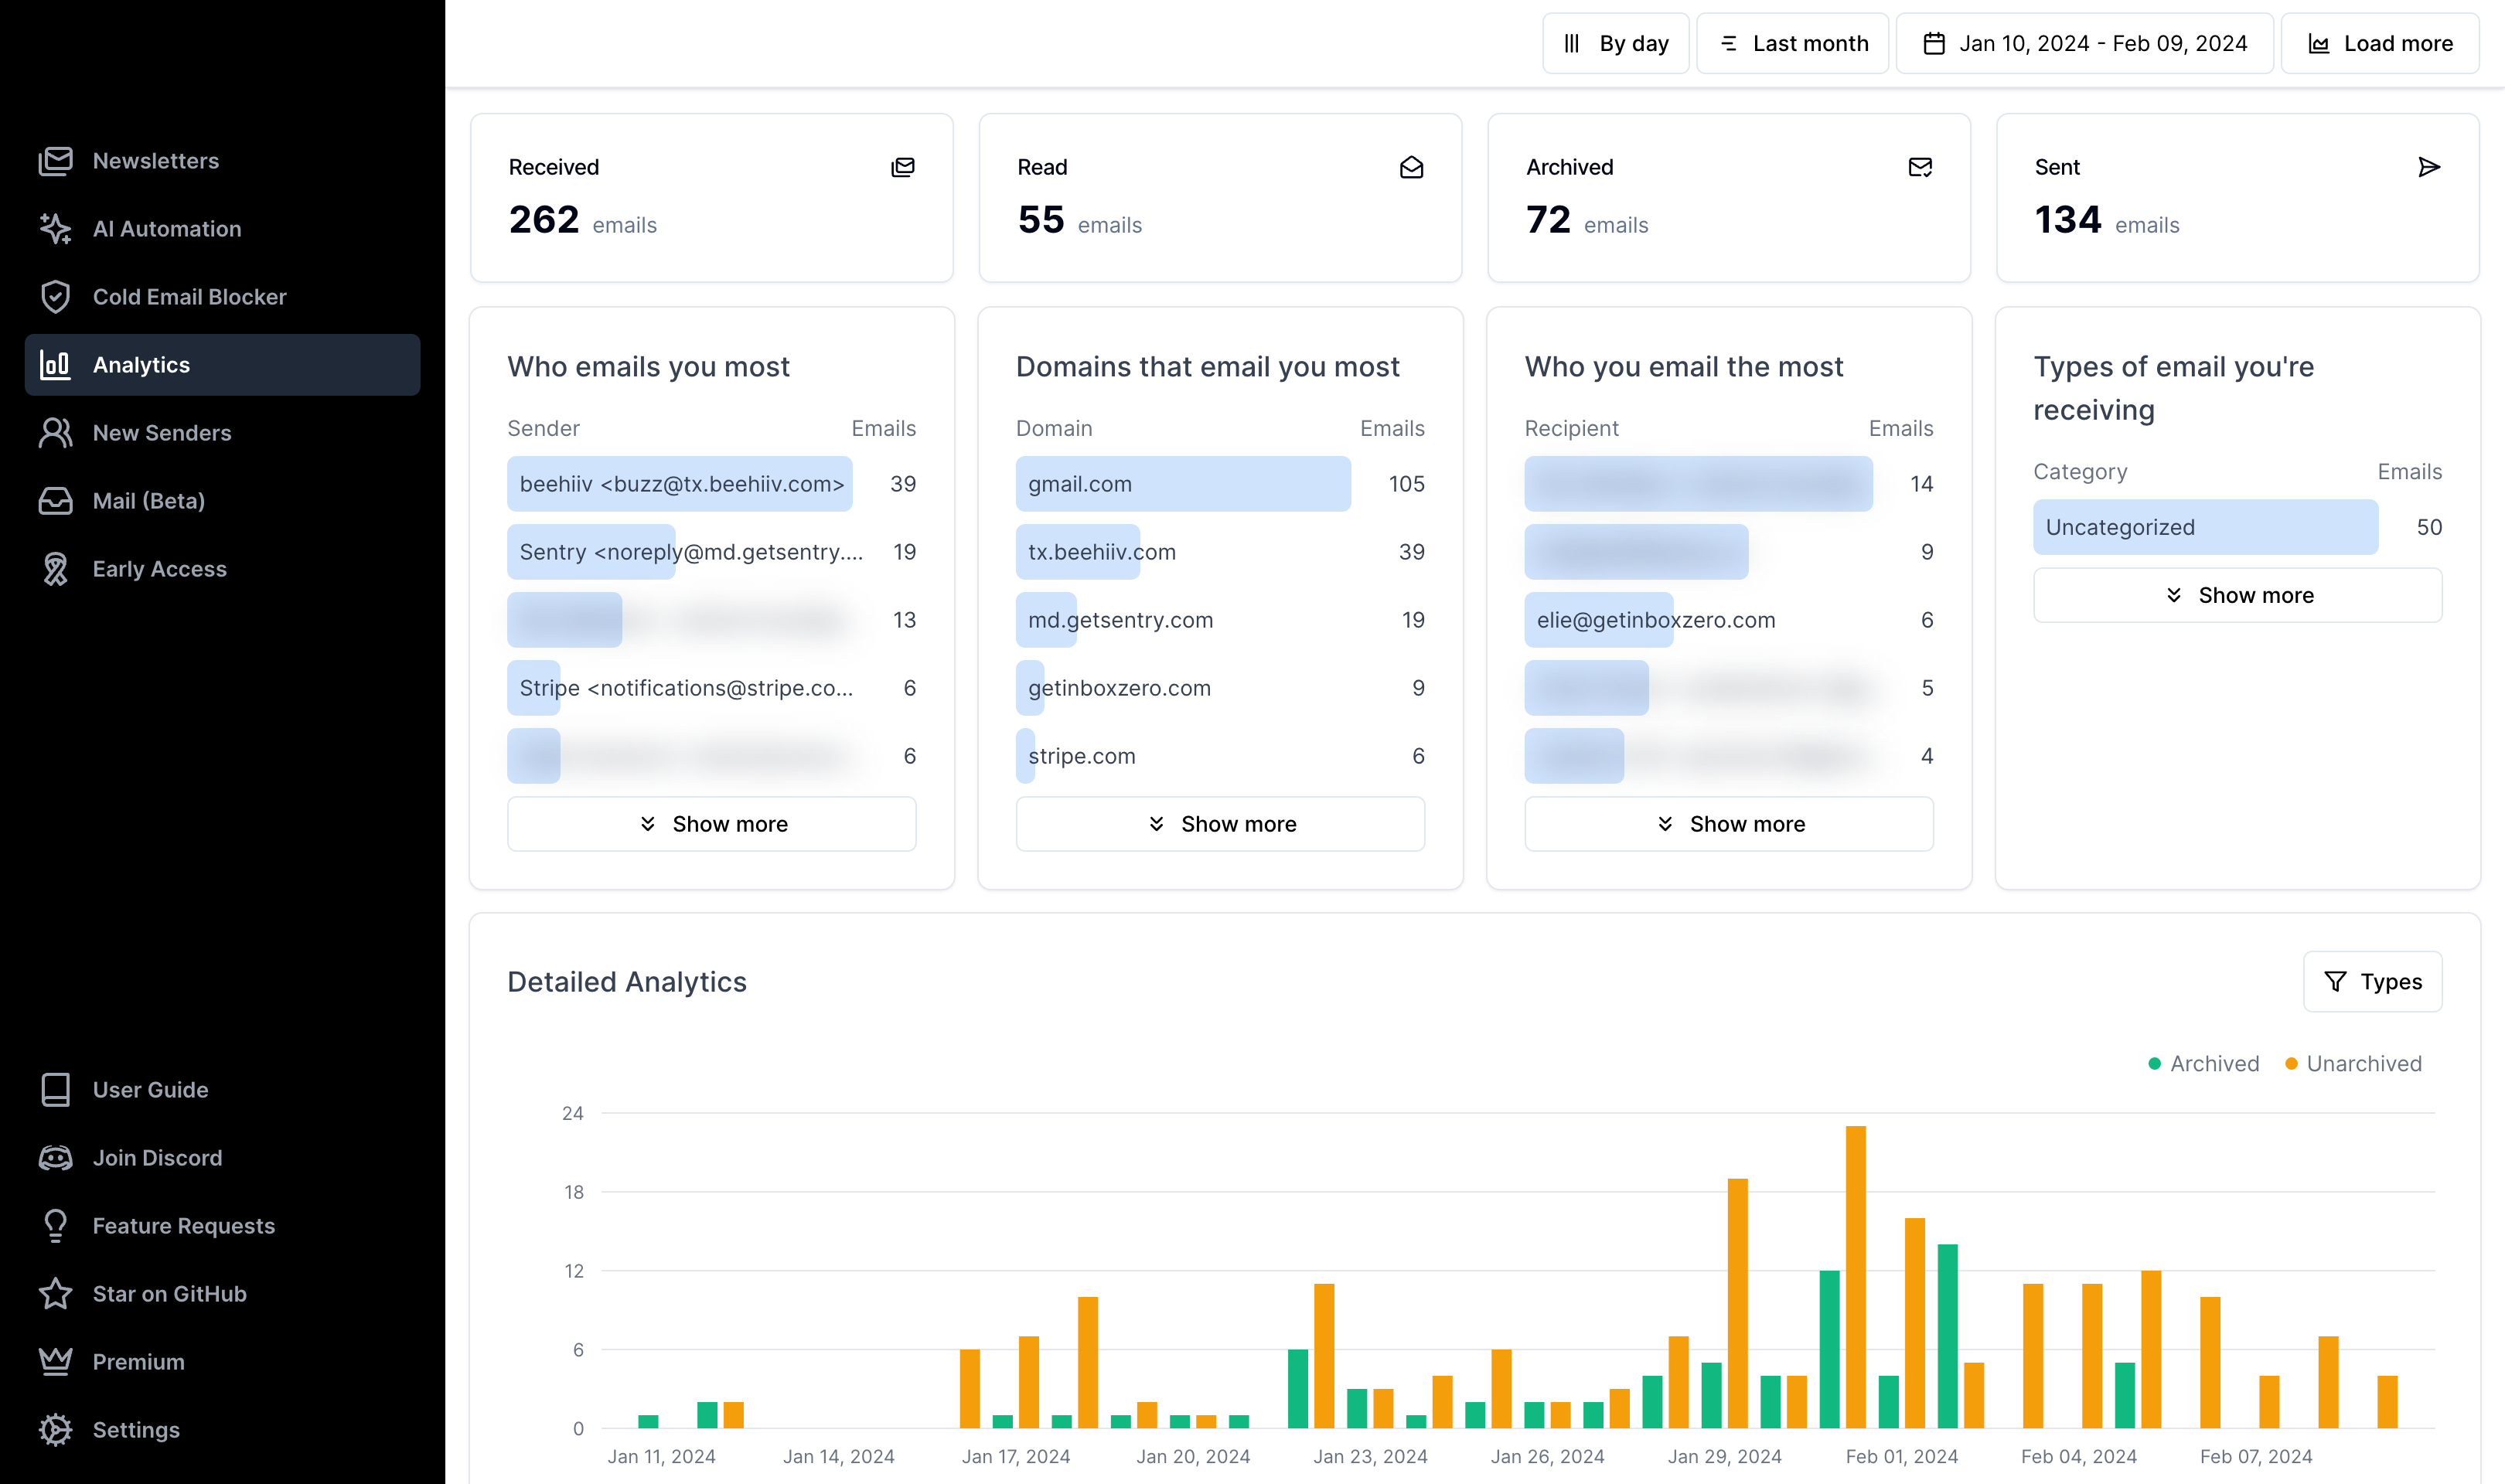 By day
Last month
Jan 10, 2024 - Feb 09, 2024
Load more
Newsletters
AI Automation
Cold Email Blocker
Analytics
New Senders
Mail (Beta)
Early Access
User Guide
Join Discord
Feature Requests
Star on GitHub
Premium
Settings
Received
262 emails
Read
55 emails
Archived
72 emails
Sent
134 emails
Who emails you most
Sender Emails
beehiiv <buzz@tx.beehiiv.com> 39
Sentry <noreply@md.getsentry.... 19
13
Stripe <notifications@stripe.co... 6
6
Show more
Domains that email you most
Domain Emails
gmail.com 105
tx.beehiiv.com 39
md.getsentry.com 19
getinboxzero.com 9
stripe.com 6
Show more
Who you email the most
Recipient Emails
14
9
elie@getinboxzero.com 6
5
4
Show more
Types of email you're
receiving
Category Emails
Uncategorized 50
Show more
Detailed Analytics
Types
Archived Unarchived
24
18
12
6
0
Jan 11, 2024 Jan 14, 2024 Jan 17, 2024 Jan 20, 2024 Jan 23, 2024 Jan 26, 2024 Jan 29, 2024 Feb 01, 2024 Feb 04, 2024 Feb 07, 2024